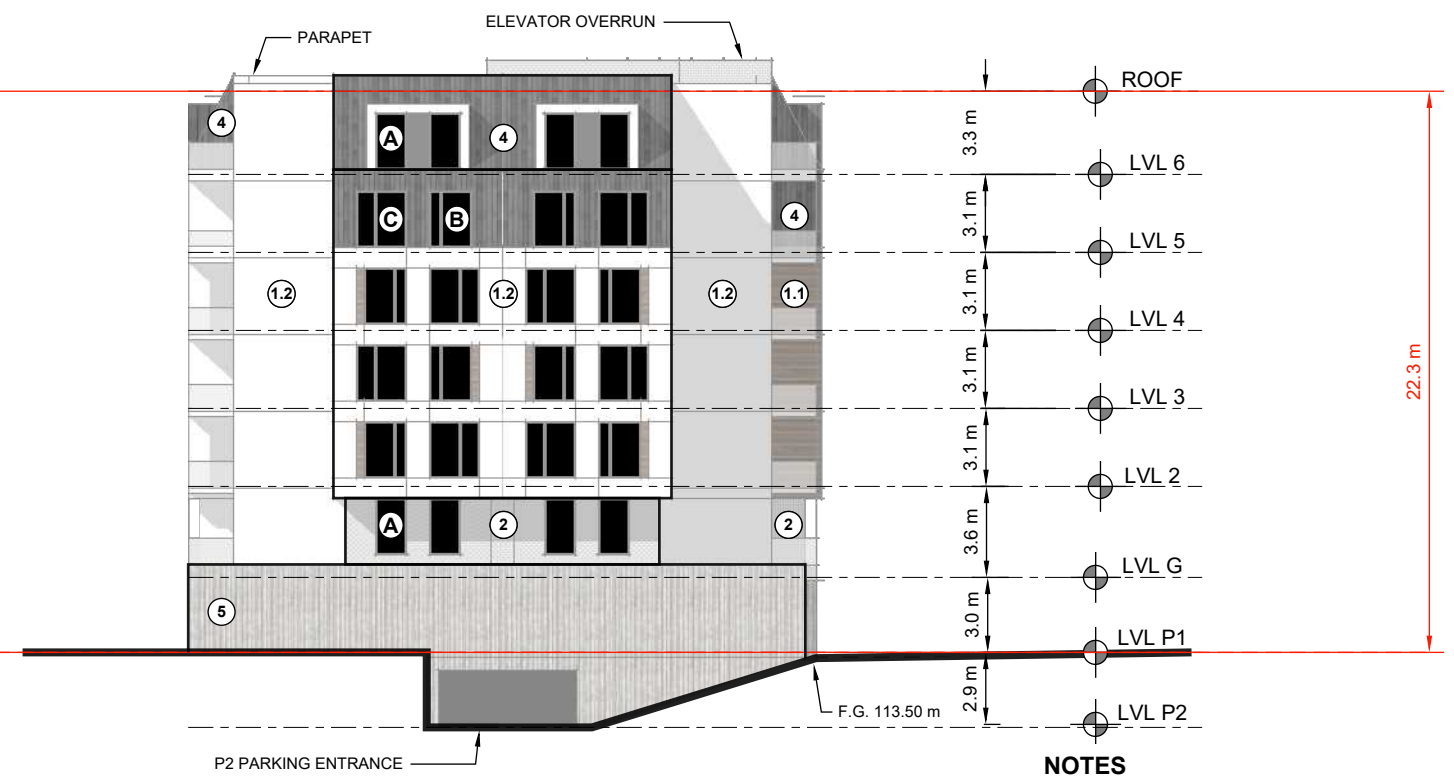 ELEVATOR OVERRUN
PARAPET
ROOF
3.3 m
4
A
4
LVL 6
3.1 m
C
B
4
LVL 5
3.1 m
1.2
1.2
1.2
1.1
LVL 4
3.1 m
22.3 m
LVL 3
3.1 m
LVL 2
3.6 m
A
2
2
LVL G
3.0 m
5
LVL P1
2.9 m
F.G. 113.50 m
LVL P2
P2 PARKING ENTRANCE
NOTES